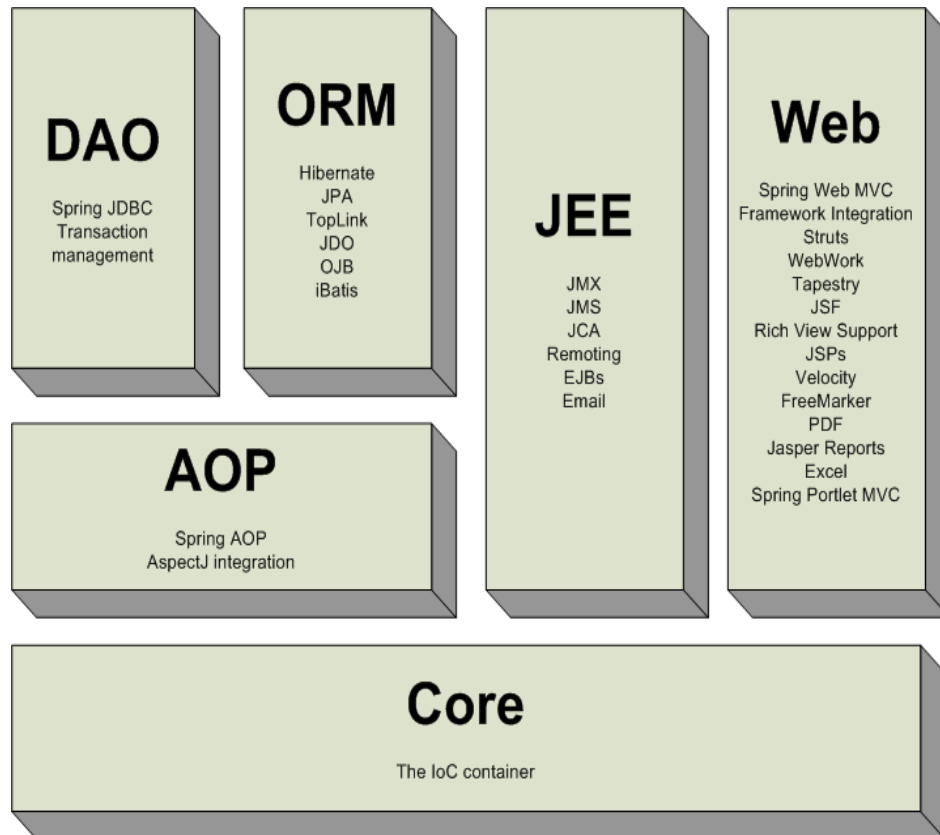 DAO
Spring JDBC
Transaction
management
ORM
Hibernate
JPA
TopLink
JDO
OJB
iBatis
JEE
JMX
JMS
JCA
Remoting
EJBs
Email
Web
Spring Web MVC
Framework Integration
Struts
WebWork
Tapestry
JSF
Rich View Support
JSPs
Velocity
FreeMarker
PDF
Jasper Reports
Excel
Spring Portlet MVC
AOP
Spring AOP
AspectJ integration
Core
The IoC container